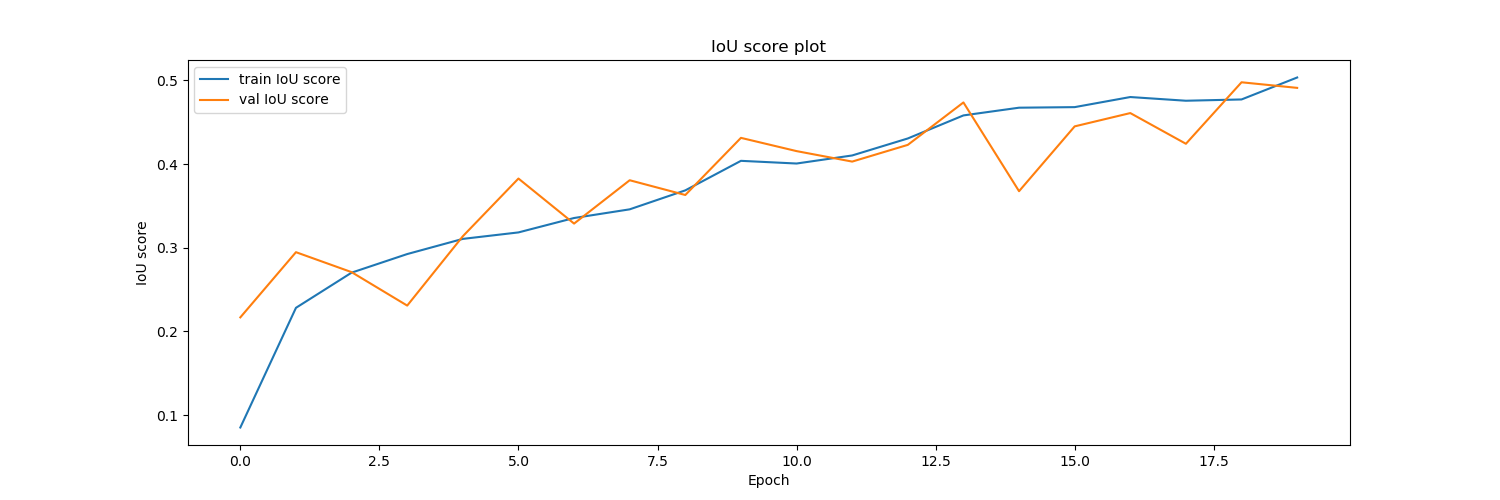 IoU score plot
train IoU score
val IoU score
0.5
0.4
0.3
0.2
0.1
IoU score
0.0 2.5 5.0 7.5 10.0 12.5 15.0 17.5
Epoch